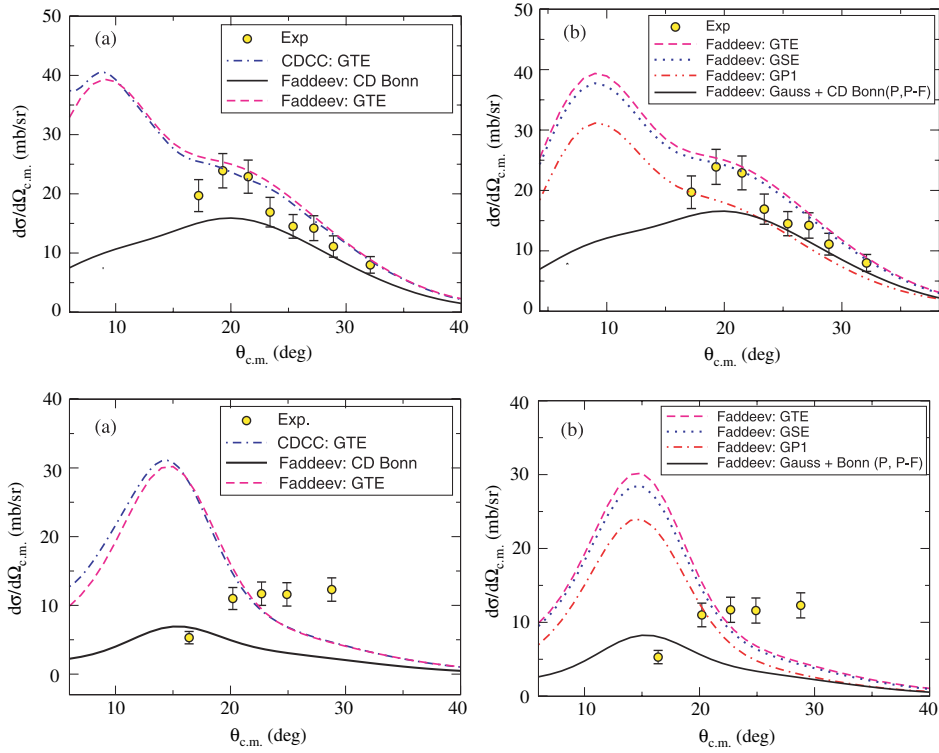 (a)
Exp
CDCC: GTE
Faddeev: CD Bonn
Faddeev: GTE
50
40
30
20
10
0
10
20
30
40
dσ/dΩc.m. (mb/sr)
θc.m. (deg)
(b)
Exp
Faddeev: GTE
Faddeev: GSE
Faddeev: GP1
Faddeev: Gauss + CD Bonn(P,P-F)
50
40
30
20
10
0
10
20
30
dσ/dΩc.m. (mb/sr)
θc.m. (deg)
(a)
Exp.
CDCC: GTE
Faddeev: CD Bonn
Faddeev: GTE
40
30
20
10
0
10
20
30
40
dσ/dΩc.m. (mb/sr)
θc.m. (deg)
(b)
Faddeev: GTE
Faddeev: GSE
Faddeev: GP1
Faddeev: Gauss + Bonn (P, P-F)
40
30
20
10
0
10
20
30
40
dσ/dΩc.m. (mb/sr)
θc.m. (deg)